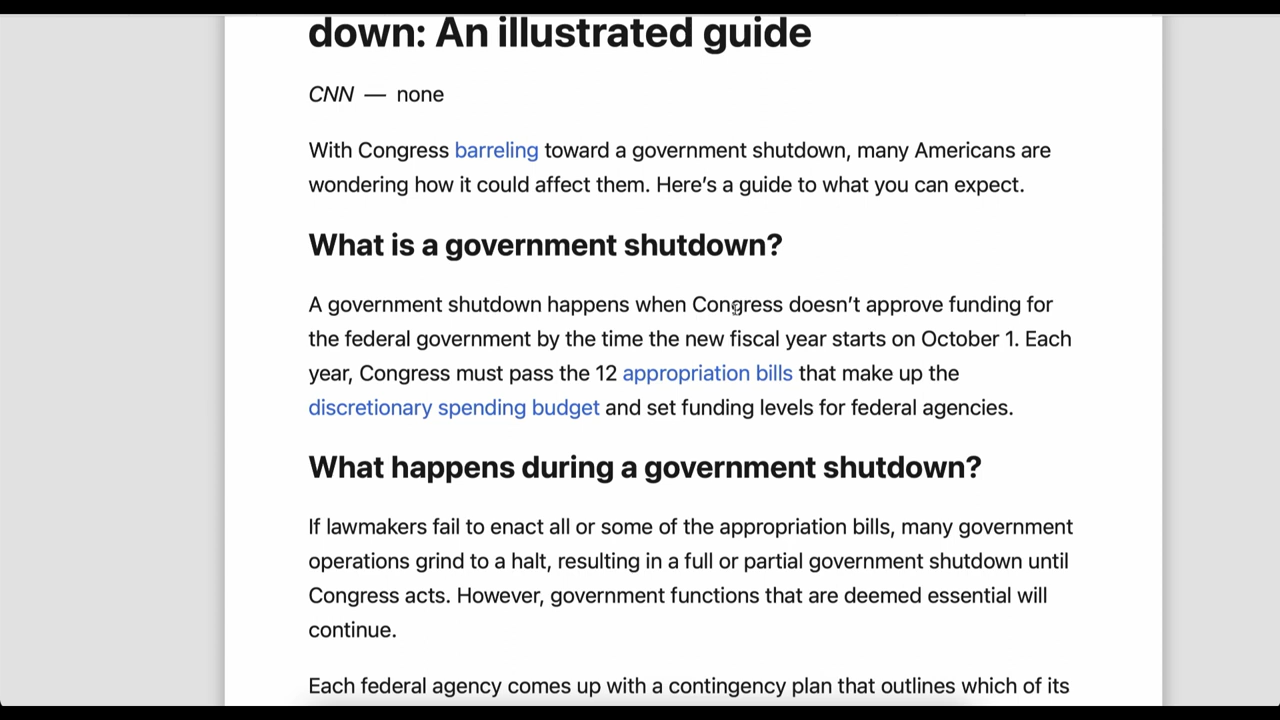 down: An illustrated guide
CNN — none
With Congress barreling toward a government shutdown, many Americans are
wondering how it could affect them. Here’s a guide to what you can expect.
What is a government shutdown?
A government shutdown happens when Congress doesn’t approve funding for
the federal government by the time the new fiscal year starts on October 1. Each
year, Congress must pass the 12 appropriation bills that make up the
discretionary spending budget and set funding levels for federal agencies.
What happens during a government shutdown?
If lawmakers fail to enact all or some of the appropriation bills, many government
operations grind to a halt, resulting in a full or partial government shutdown until
Congress acts. However, government functions that are deemed essential will
continue.
Each federal agency comes up with a contingency plan that outlines which of its